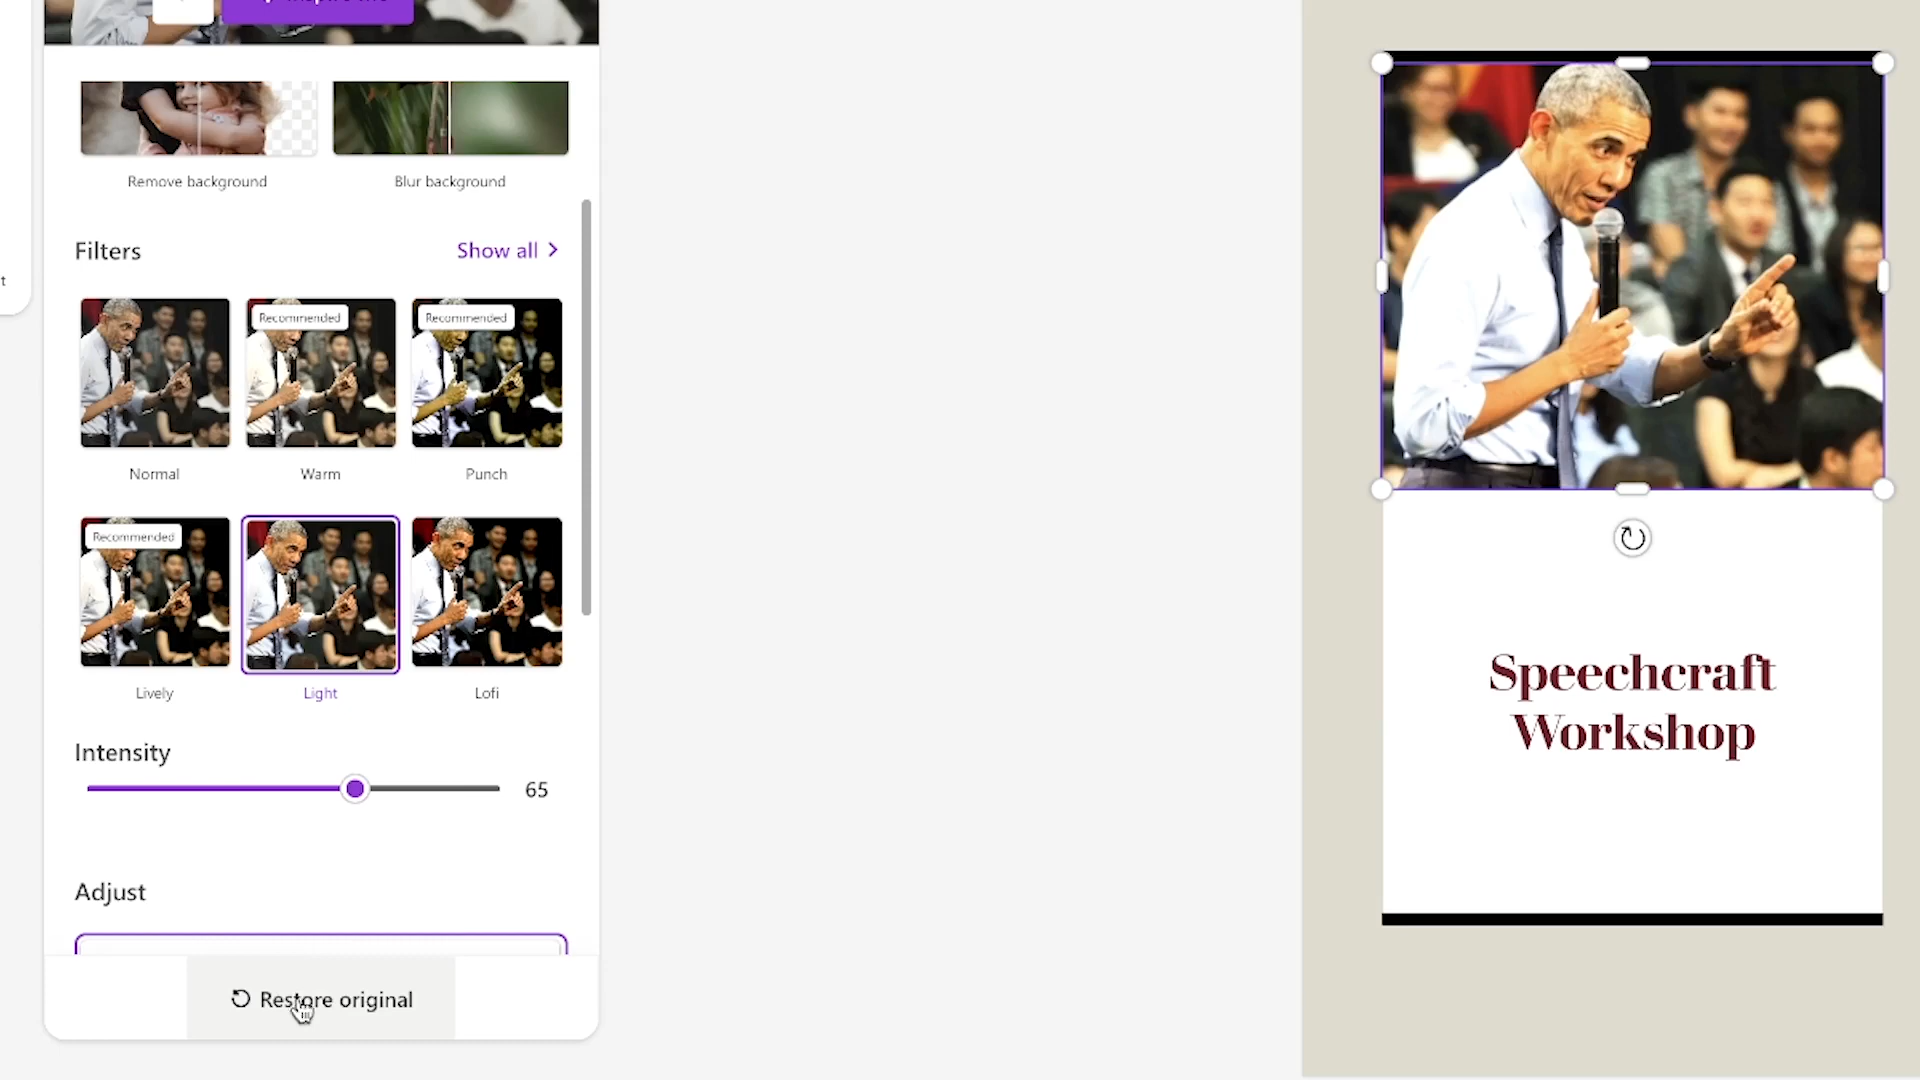 Remove background
Blur background
Filters
Show all
Recommended
Recommended
Normal
Warm
Punch
Recommended
Lively
Light
Lofi
Intensity
65
Adjust
Restore original
Speechcraft
Workshop